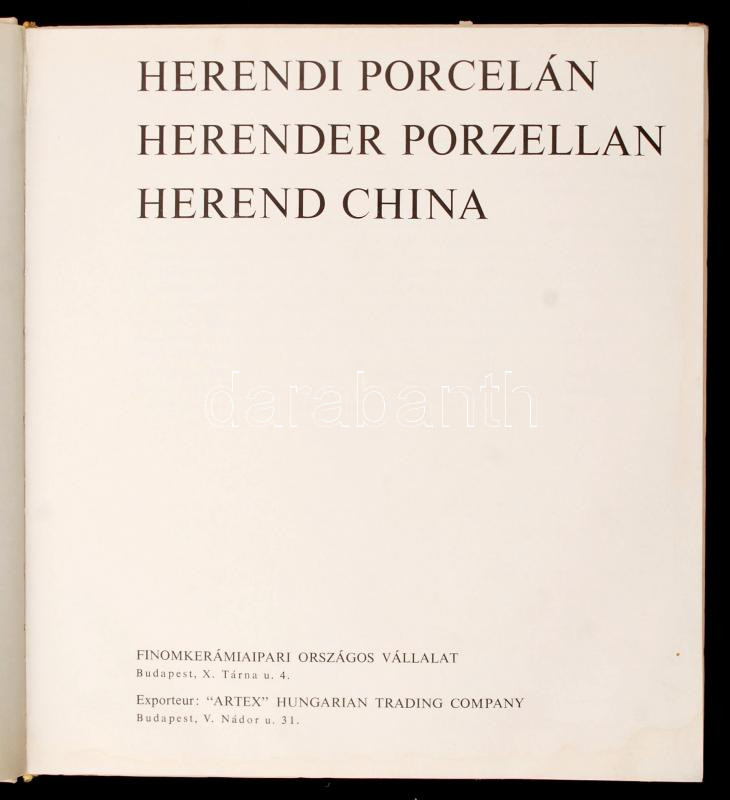 HERENDI PORCELÁN
HERENDER PORZELLAN
HEREND CHINA
darabanth
FINOMKERÁMIAIPARI ORSZÁGOS VÁLLALAT
Budapest, X. Tárna u. 4.
Exporteur: “ARTEX” HUNGARIAN TRADING COMPANY
Budapest, V. Nádor u. 31.